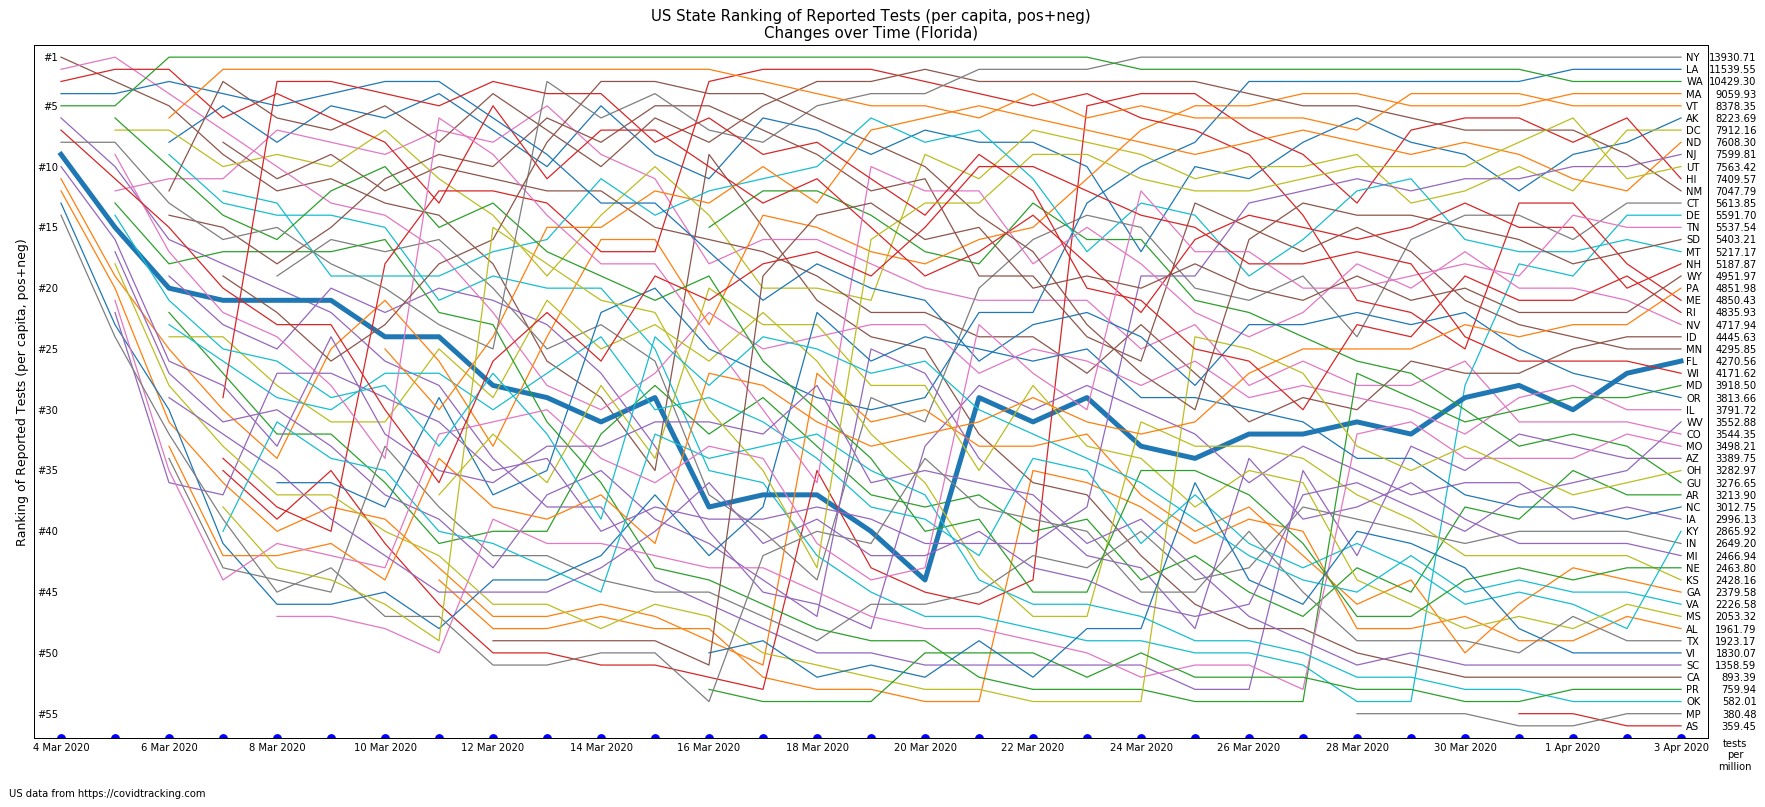 US State Ranking of Reported Tests (per capita, pos+neg)
Changes over Time (Florida)
Ranking of Reported Tests (per capita, pos+neg)
#1
#5
#10
#15
#20
#25
#30
#35
#40
#45
#50
#55
NY 13930.71
LA 11539.55
WA 10429.30
MA 9059.93
VT 8378.35
AK 8223.69
DC 7912.16
ND 7608.30
NJ 7599.81
UT 7563.42
HI 7409.57
NM 7047.79
CT 5613.85
DE 5591.70
TN 5537.54
SD 5403.21
MT 5217.17
NH 5187.87
WY 4951.97
PA 4851.98
ME 4850.43
RI 4835.93
NV 4717.94
ID 4445.63
MN 4295.85
FL 4270.56
WI 4171.62
MD 3918.50
OR 3813.66
IL 3791.72
WV 3552.88
CO 3544.35
MO 3498.21
AZ 3389.75
OH 3282.97
GU 3276.65
AR 3213.90
NC 3012.75
IA 2996.13
KY 2865.92
IN 2649.20
MI 2466.94
NE 2463.80
KS 2428.16
GA 2379.58
VA 2226.58
MS 2053.32
AL 1961.79
TX 1923.17
VI 1830.07
SC 1358.59
CA 893.39
PR 759.94
OK 582.01
MP 380.48
AS 359.45
4 Mar 2020 6 Mar 2020 8 Mar 2020 10 Mar 2020 12 Mar 2020 14 Mar 2020 16 Mar 2020 18 Mar 2020 20 Mar 2020 22 Mar 2020 24 Mar 2020 26 Mar 2020 28 Mar 2020 30 Mar 2020 1 Apr 2020 3 Apr 2020
tests
per
million
US data from https://covidtracking.com